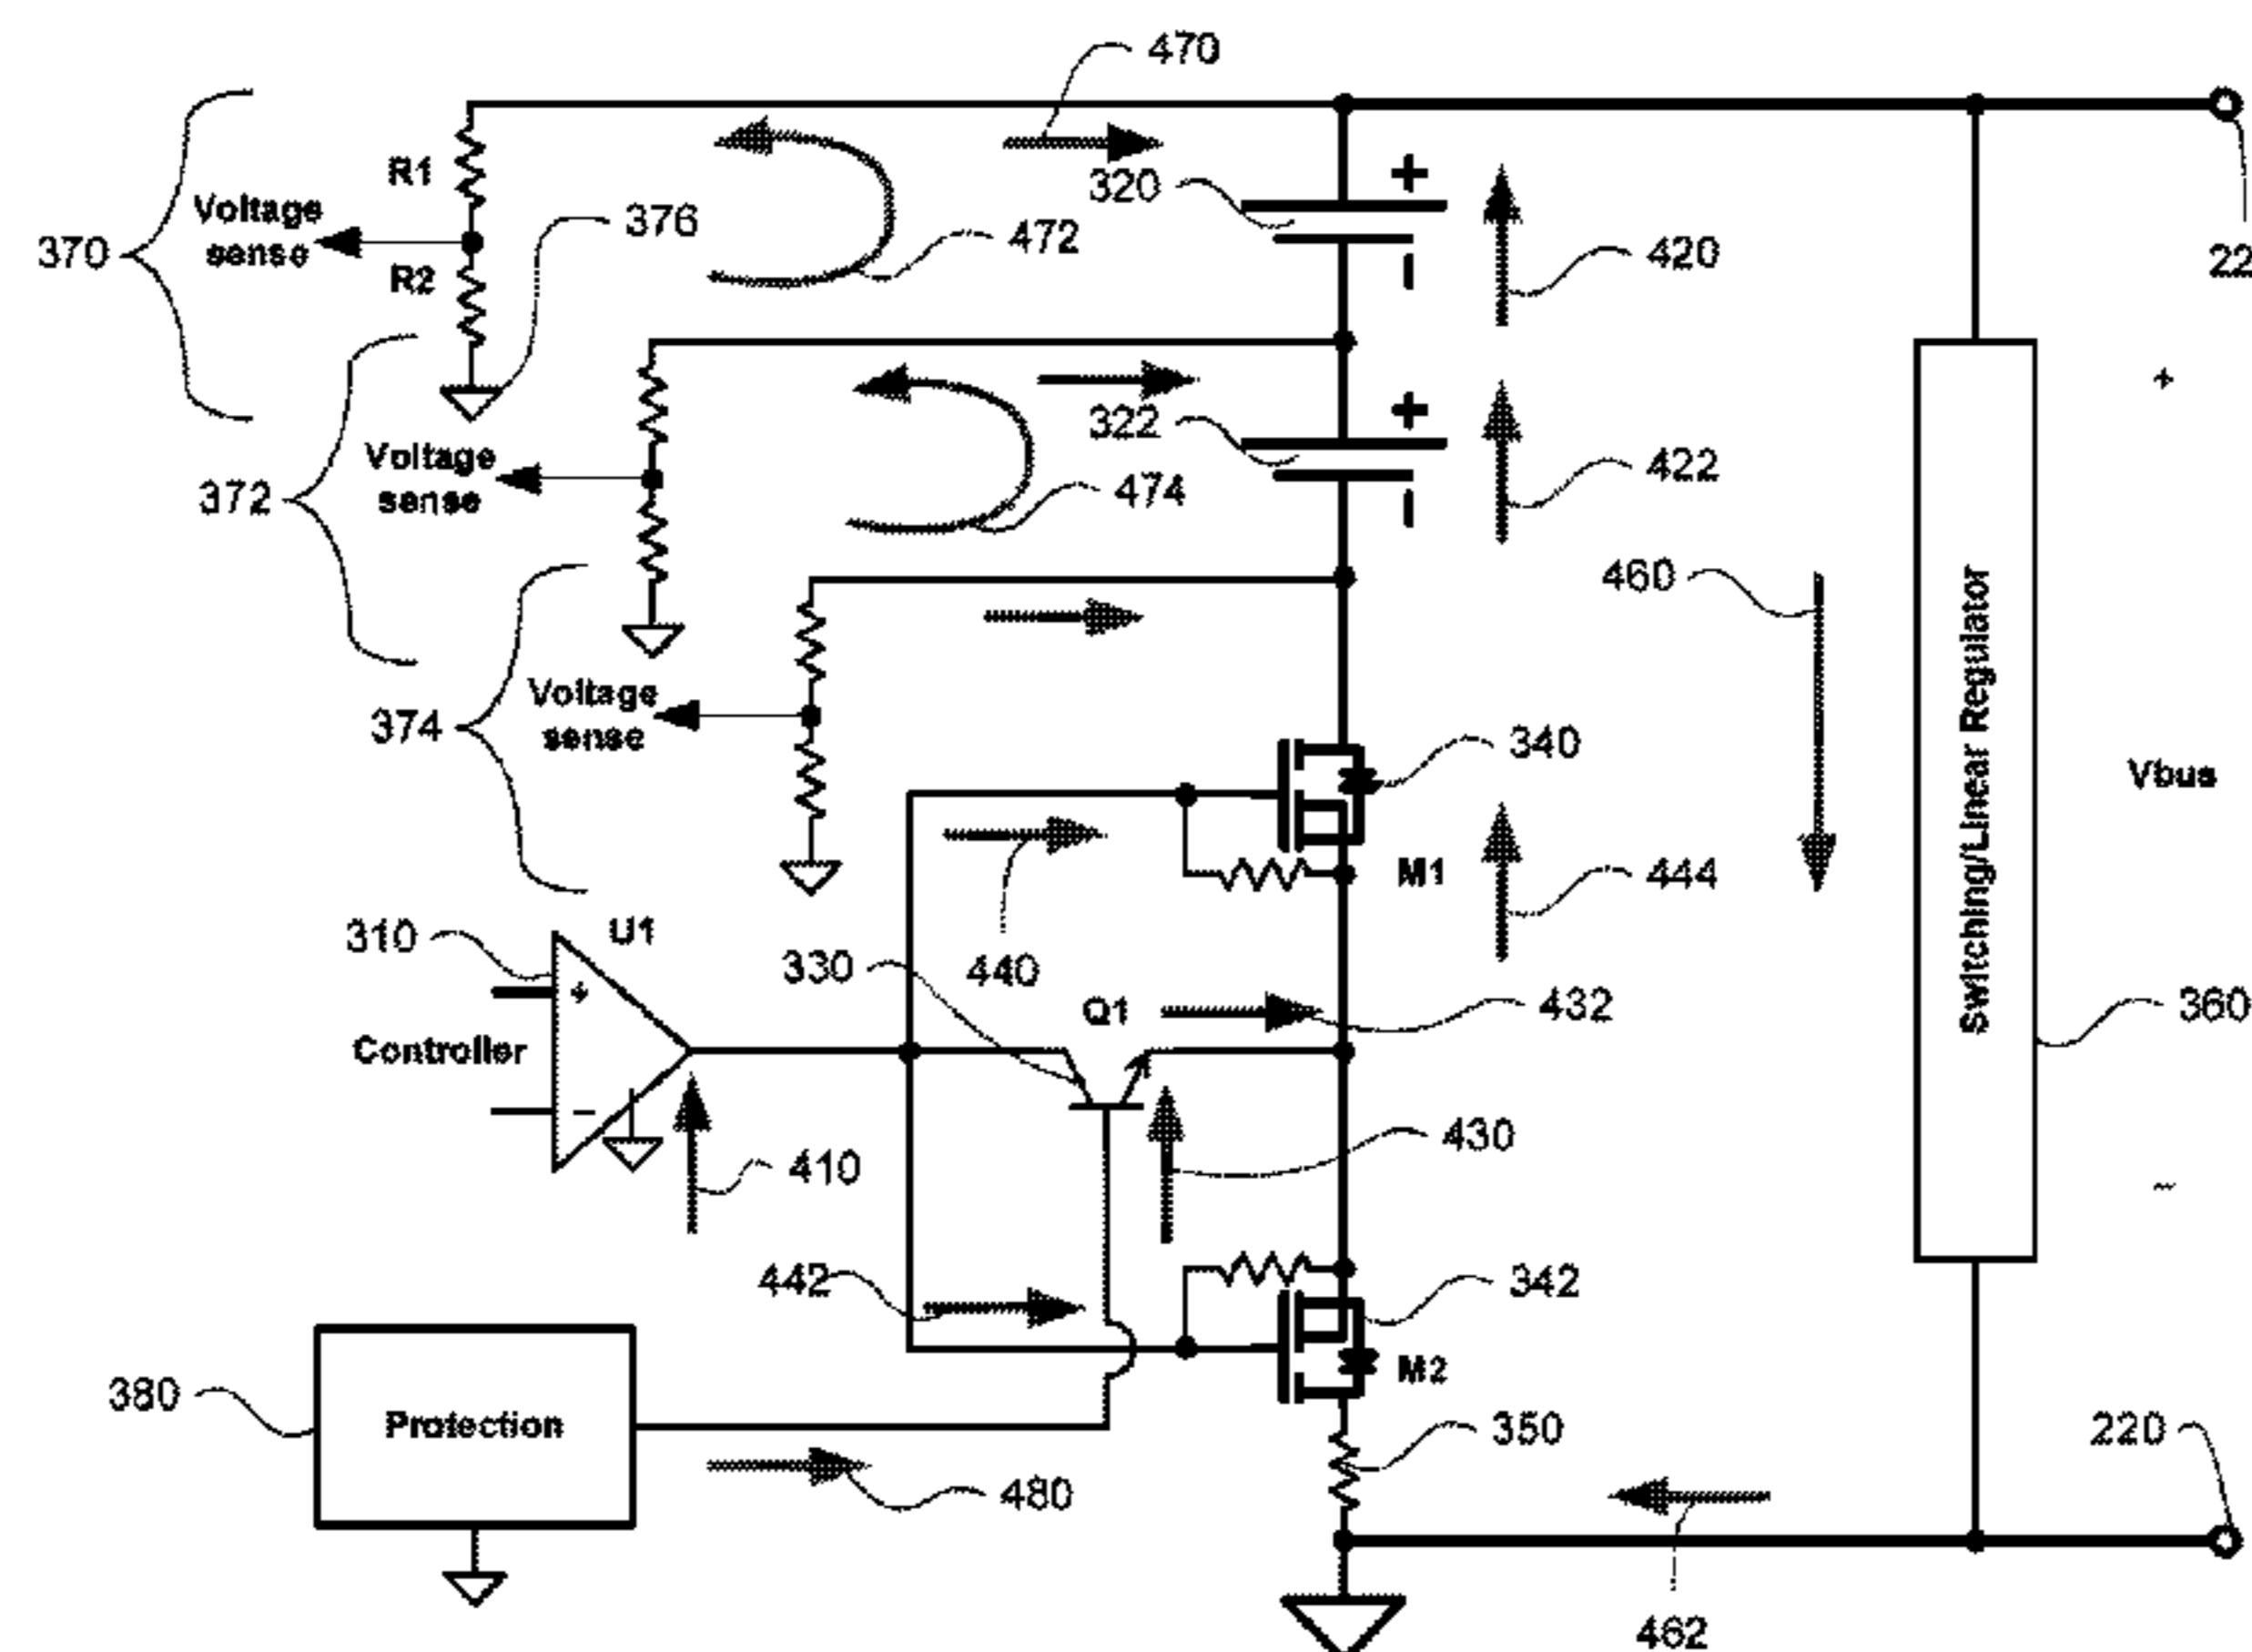 470
R1
Voltage
sense
370
R2
376
472
320
+
−
420
22
372
Voltage
sense
474
322
+
−
422
+
460
374
Voltage
sense
340
Switching/Linear Regulator
Vbus
310
U1
330
440
M1
444
+
Controller
−
Q1
432
360
410
430
−
442
342
380
Protection
M2
350
220
480
462